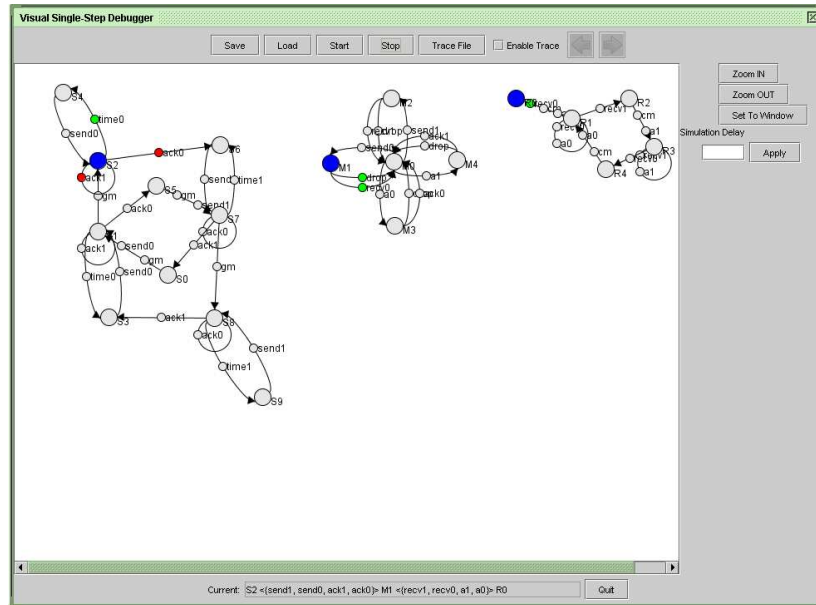 Visual Single-Step Debugger
Save Load Start Stop Trace File Enable Trace
Zoom IN
Zoom OUT
Set To Window
Simulation Delay
Apply
S4
time0
send0
S2
ack0
ack1
gm
S5
gm
send1
ack0
send
time1
S7
ack0
ack1
send0
gm
S0
ack1
time0
send0
S3
ack1
gm
S8
ack0
time1
send1
S9
M2
drop
send1
ack1
drop
send0
M1
drop
recv0
M4
a1
a0
ack0
M3
recv0
cm
R1
recv1
R2
cm
a1
R3
a0
a0
cm
R4
a1
Current: S2 <{send1, send0, ack1, ack0}> M1 <{recv1, recv0, a1, a0}> R0 Quit